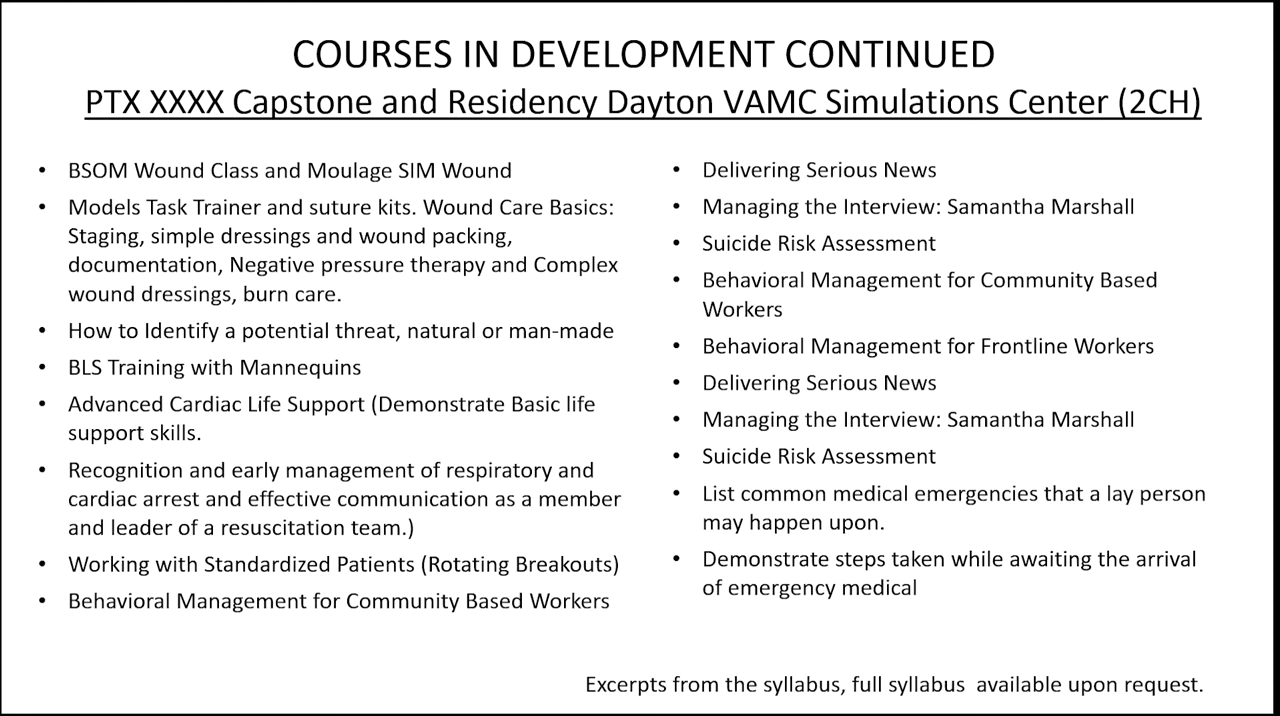 COURSES IN DEVELOPMENT CONTINUED
PTX XXXX Capstone and Residency Dayton VAMC Simulations Center (2CH)
• BSOM Wound Class and Moulage SIM Wound
• Models Task Trainer and suture kits. Wound Care Basics:
Staging, simple dressings and wound packing,
documentation, Negative pressure therapy and Complex
wound dressings, burn care.
• How to Identify a potential threat, natural or man-made
• BLS Training with Mannequins
• Advanced Cardiac Life Support (Demonstrate Basic life
support skills.
• Recognition and early management of respiratory and
cardiac arrest and effective communication as a member
and leader of a resuscitation team.)
• Working with Standardized Patients (Rotating Breakouts)
• Behavioral Management for Community Based Workers
• Delivering Serious News
• Managing the Interview: Samantha Marshall
• Suicide Risk Assessment
• Behavioral Management for Community Based
Workers
• Behavioral Management for Frontline Workers
• Delivering Serious News
• Managing the Interview: Samantha Marshall
• Suicide Risk Assessment
• List common medical emergencies that a lay person
may happen upon.
• Demonstrate steps taken while awaiting the arrival
of emergency medical
Excerpts from the syllabus, full syllabus  available upon request.